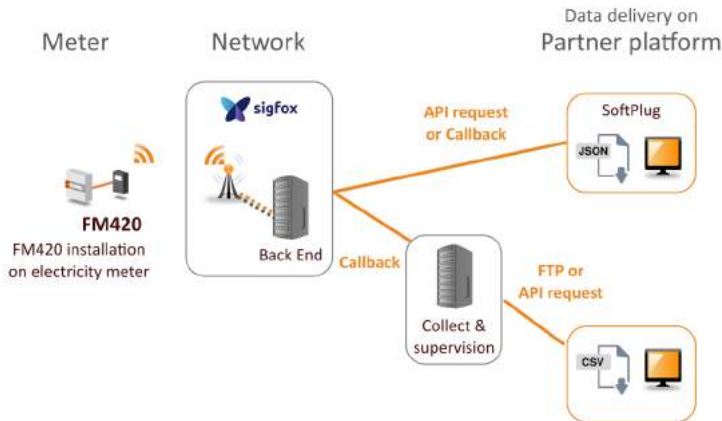 Meter
Network
Data delivery on
Partner platform
sigfox
API request
or Callback
SoftPlug
JSON
FM420
FM420 installation
on electricity meter
Back End
Callback
FTP or
API request
Collect &
supervision
CSV